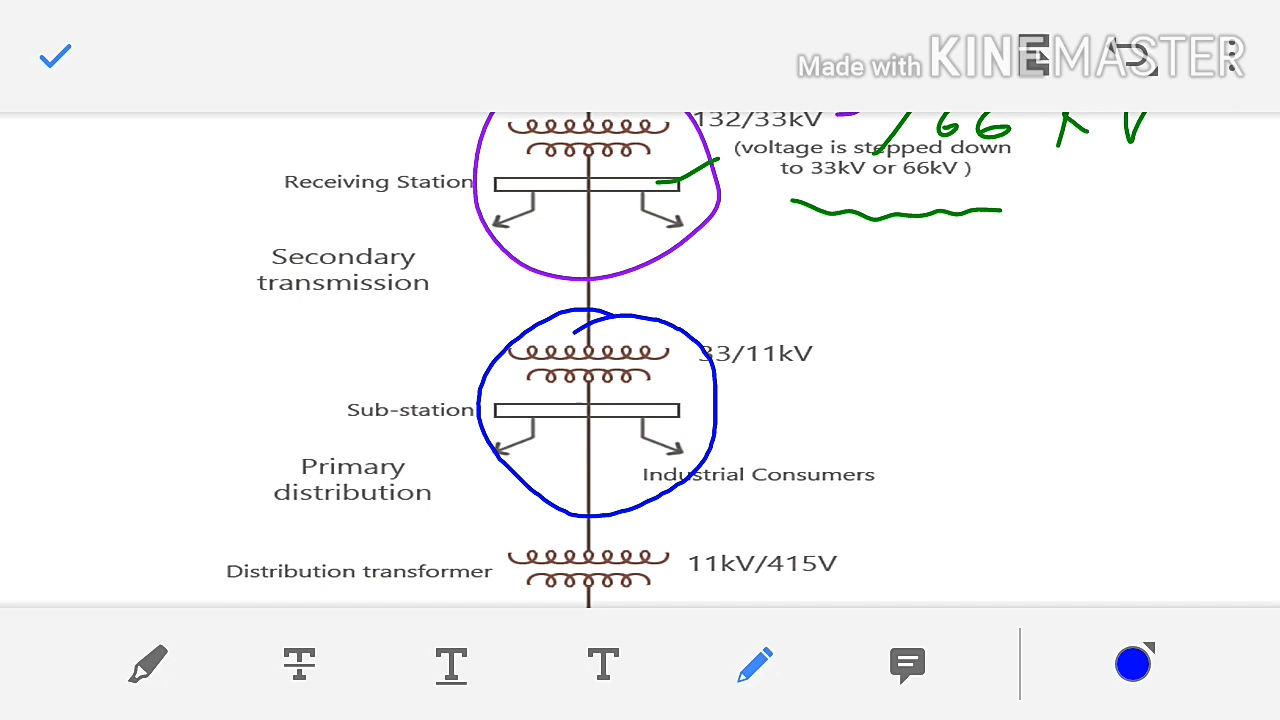 Made with KINEMASTER
132/33kV
/66 KV
(voltage is stepped down
to 33kV or 66kV )
Receiving Station
Secondary
transmission
33/11kV
Sub-station
Primary
distribution
Industrial Consumers
Distribution transformer
11kV/415V